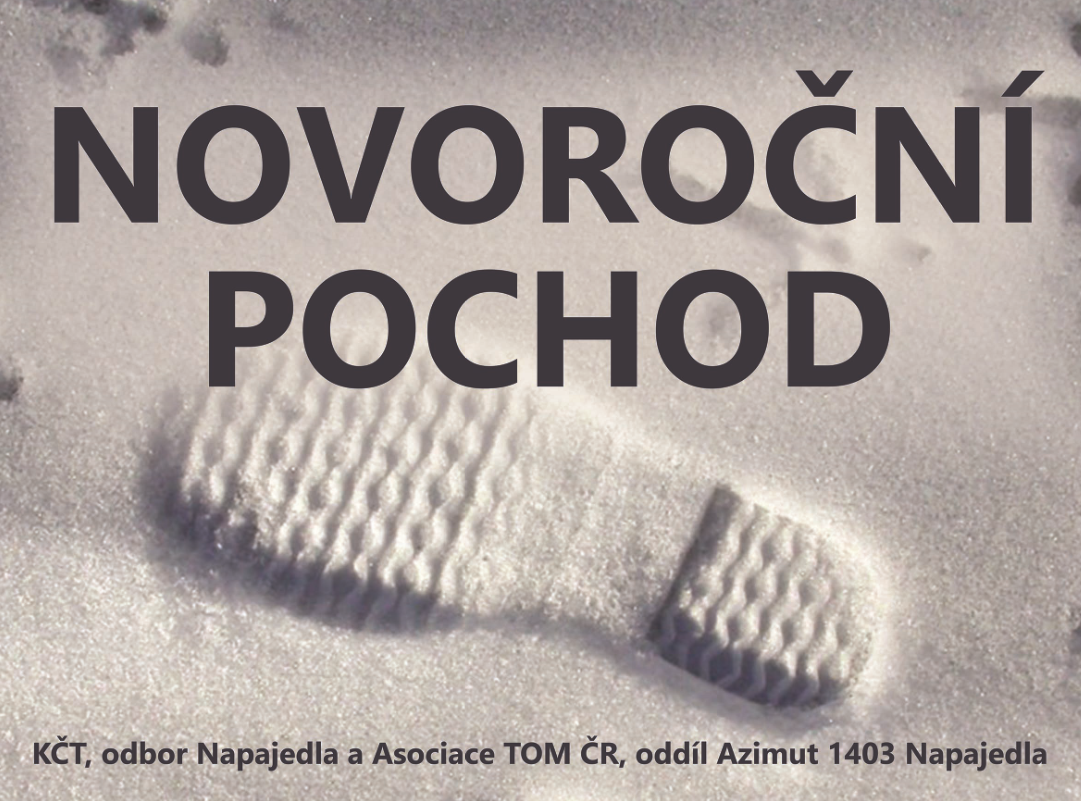 NOVOROČNÍ
POCHOD
KČT, odbor Napajedla a Asociace TOM ČR, oddíl Azimut 1403 Napajedla